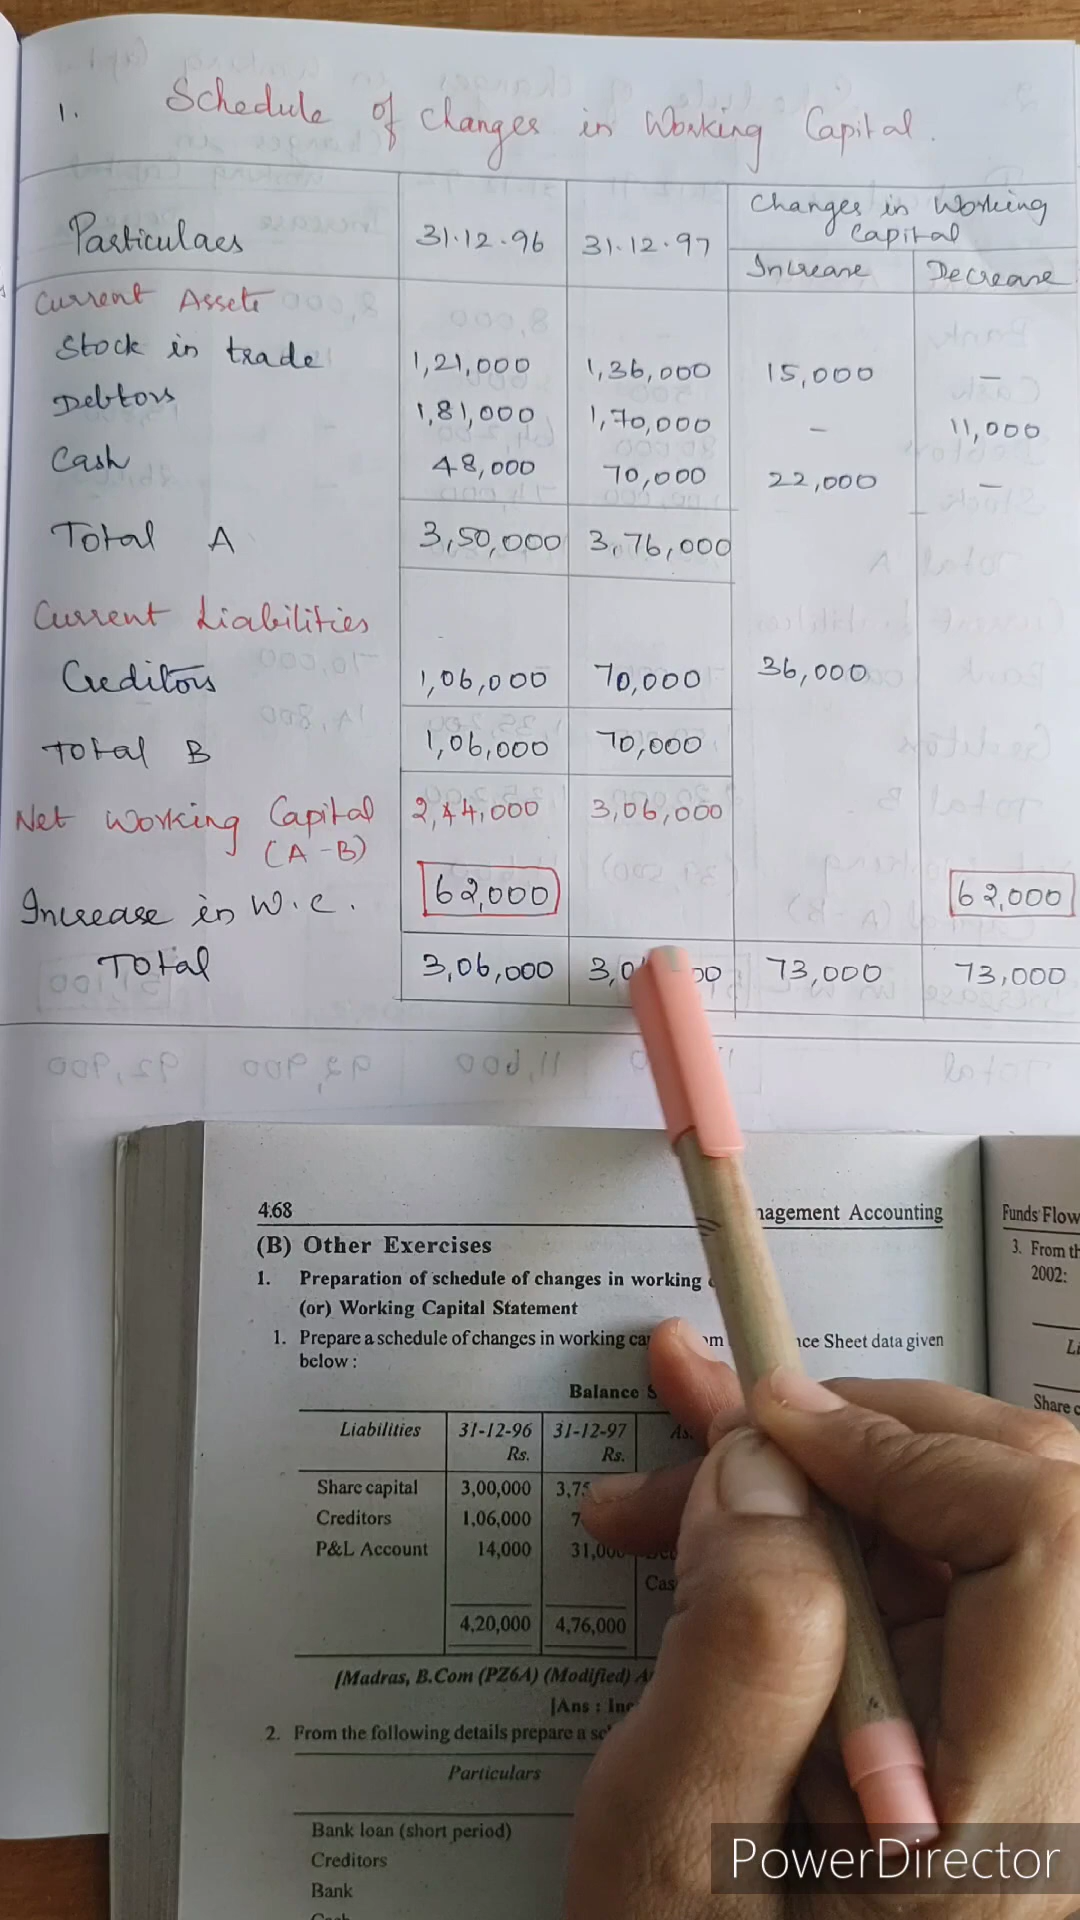 1. Schedule of Changes in Working Capital.
Particulars 31.12.96 31.12.97 Changes in Working Capital
Increase Decrease
Current Assets
Stock in trade 1,21,000 1,36,000 15,000 –
Debtors 1,81,000 1,70,000 – 11,000
Cash 48,000 70,000 22,000 –
Total A 3,50,000 3,76,000
Current Liabilities
Creditors 1,06,000 70,000 36,000
Total B 1,06,000 70,000
Net Working Capital 2,44,000 3,06,000
(A-B)
Increase in W.C. 62,000 62,000
Total 3,06,000 73,000 73,000
4.68 Management Accounting
(B) Other Exercises
1. Preparation of schedule of changes in working
(or) Working Capital Statement
1. Prepare a schedule of changes in working Sheet data given
below :
Balance
Liabilities 31-12-96 31-12-97
Rs. Rs.
Share capital 3,00,000
Creditors 1,06,000
P&L Account 14,000 31,000
4,20,000 4,76,000
[Madras, B.Com (PZ6A) (Modified)
[Ans :
2. From the following details prepare a
Particulars
Bank loan (short period)
Creditors
Bank
Cash
Funds Flow
3. From
2002:
Share
PowerDirector